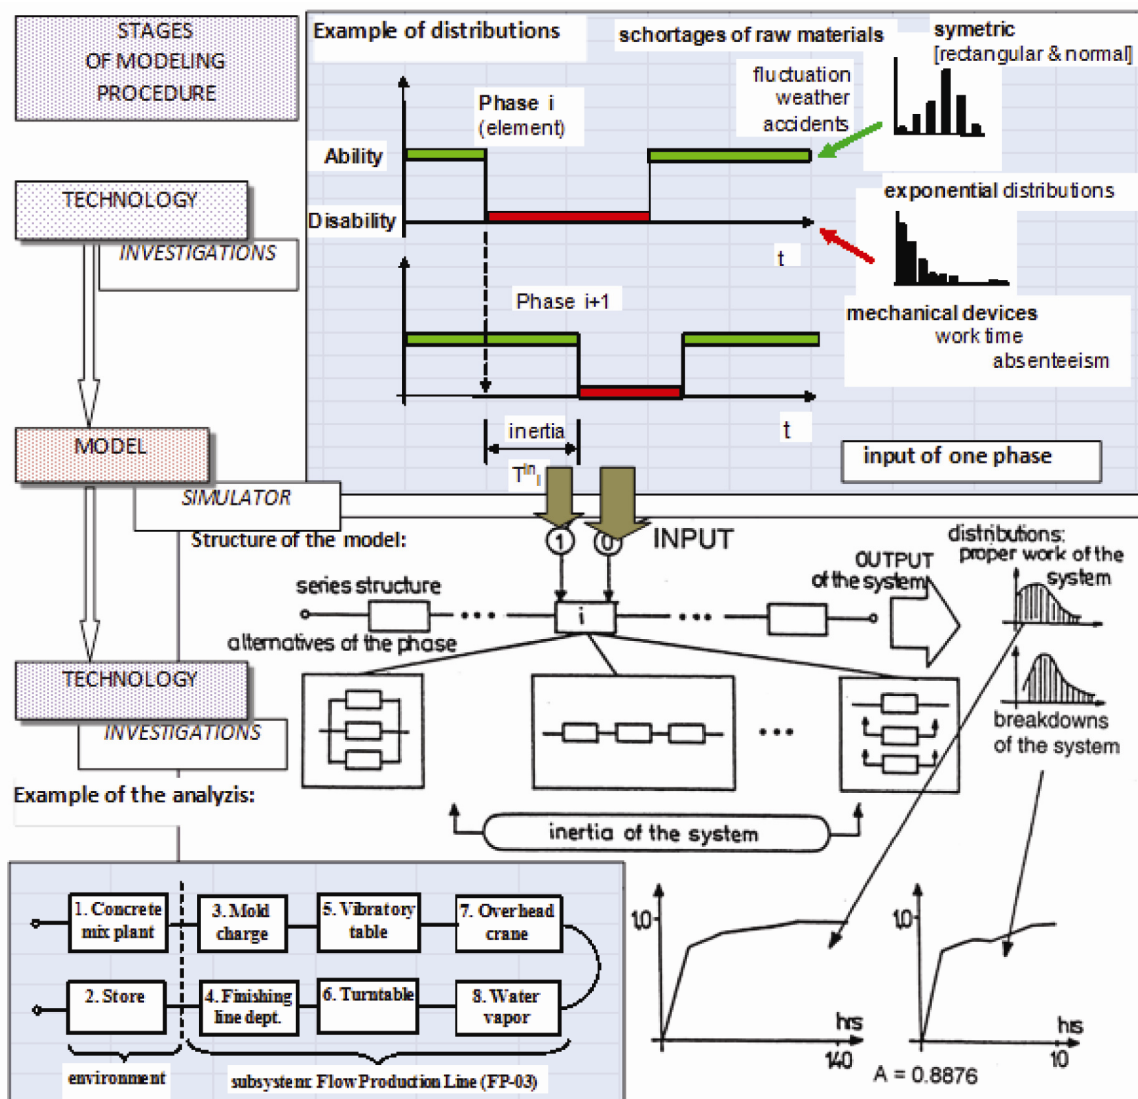 STAGES
OF MODELING
PROCEDURE
TECHNOLOGY
INVESTIGATIONS
MODEL
SIMULATOR
TECHNOLOGY
INVESTIGATIONS
Example of distributions
schortages of raw materials
symetric
[rectangular & normal]
fluctuation
weather
accidents
Phase i
(element)
Ability
Disability
t
exponential distributions
mechanical devices
work time
absenteeism
Phase i+1
inertia
t
input of one phase
Structure of the model:
1
0
INPUT
series structure
i
OUTPUT
of the system
distributions:
proper work of the
system
alternatives of the phase
breakdowns
of the system
inertia of the system
Example of the analyzis:
1. Concrete
mix plant
3. Mold
charge
5. Vibratory
table
7. Overhead
crane
2. Store
4. Finishing
line dept.
6. Turntable
8. Water
vapor
environment
subsystem: Flow Production Line (FP-03)
1.0
hrs
140
1.0
hrs
1.0
A = 0.8876